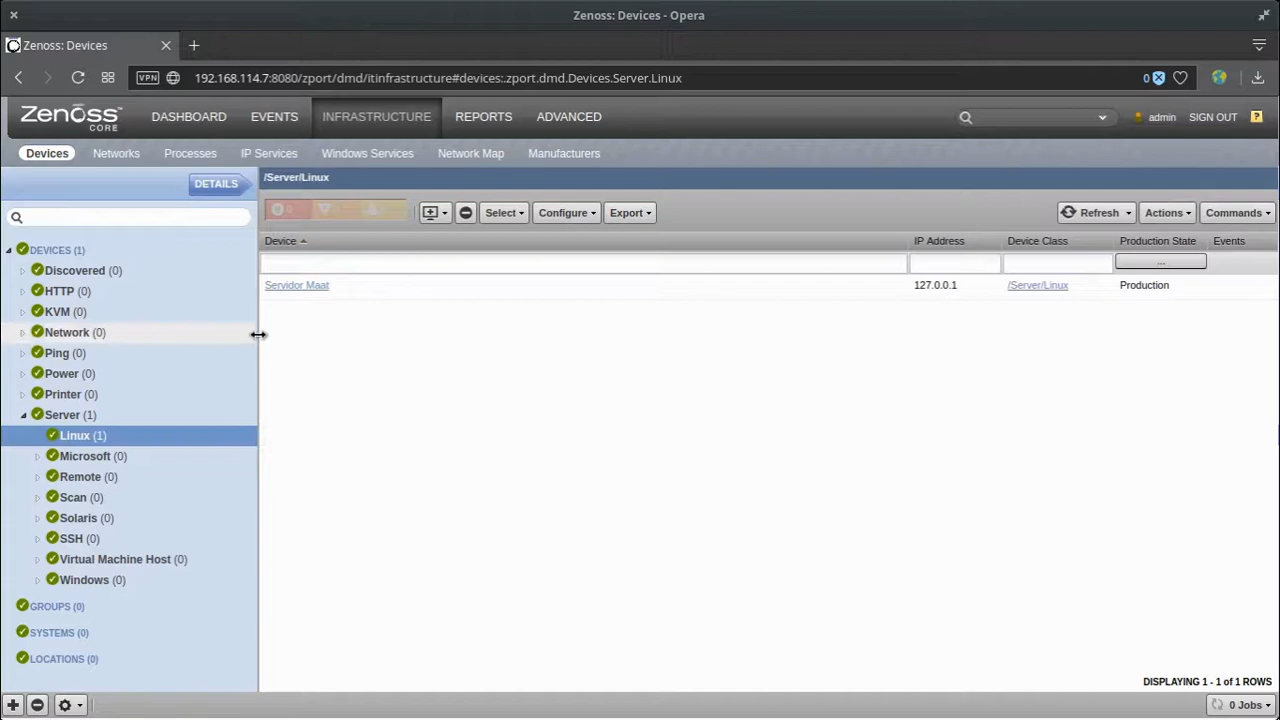 Zenoss: Devices - Opera
Zenoss: Devices
VPN 192.168.114.7:8080/zport/dmd/itinfrastructure#devices:.zport.dmd.Devices.Server.Linux 0
Zenoss CORE DASHBOARD EVENTS INFRASTRUCTURE REPORTS ADVANCED admin SIGN OUT ?
Devices Networks Processes IP Services Windows Services Network Map Manufacturers
DETAILS
DEVICES (1)
Discovered (0)
HTTP (0)
KVM (0)
Network (0)
Ping (0)
Power (0)
Printer (0)
Server (1)
Linux (1)
Microsoft (0)
Remote (0)
Scan (0)
Solaris (0)
SSH (0)
Virtual Machine Host (0)
Windows (0)
GROUPS (0)
SYSTEMS (0)
LOCATIONS (0)
/Server/Linux
Select Configure Export Refresh Actions Commands
Device IP Address Device Class Production State Events
...
Servidor Maat 127.0.0.1 /Server/Linux Production
DISPLAYING 1 - 1 of 1 ROWS
0 Jobs